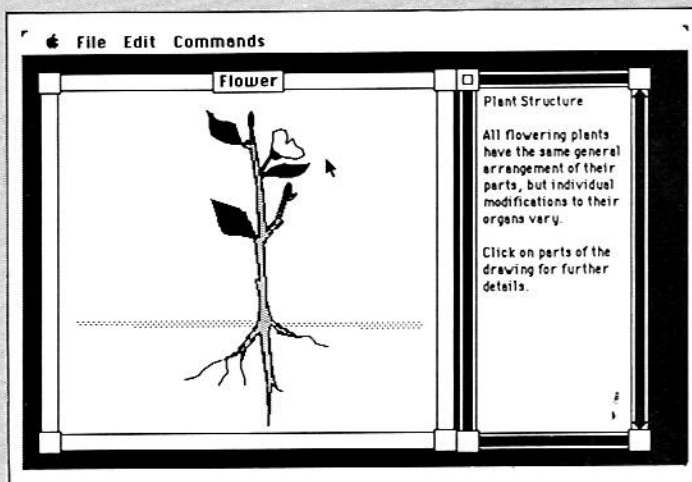 File Edit Commands
Flower
Plant Structure
All flowering plants
have the same general
arrangement of their
parts, but individual
modifications to their
organs vary.
Click on parts of the
drawing for further
details.